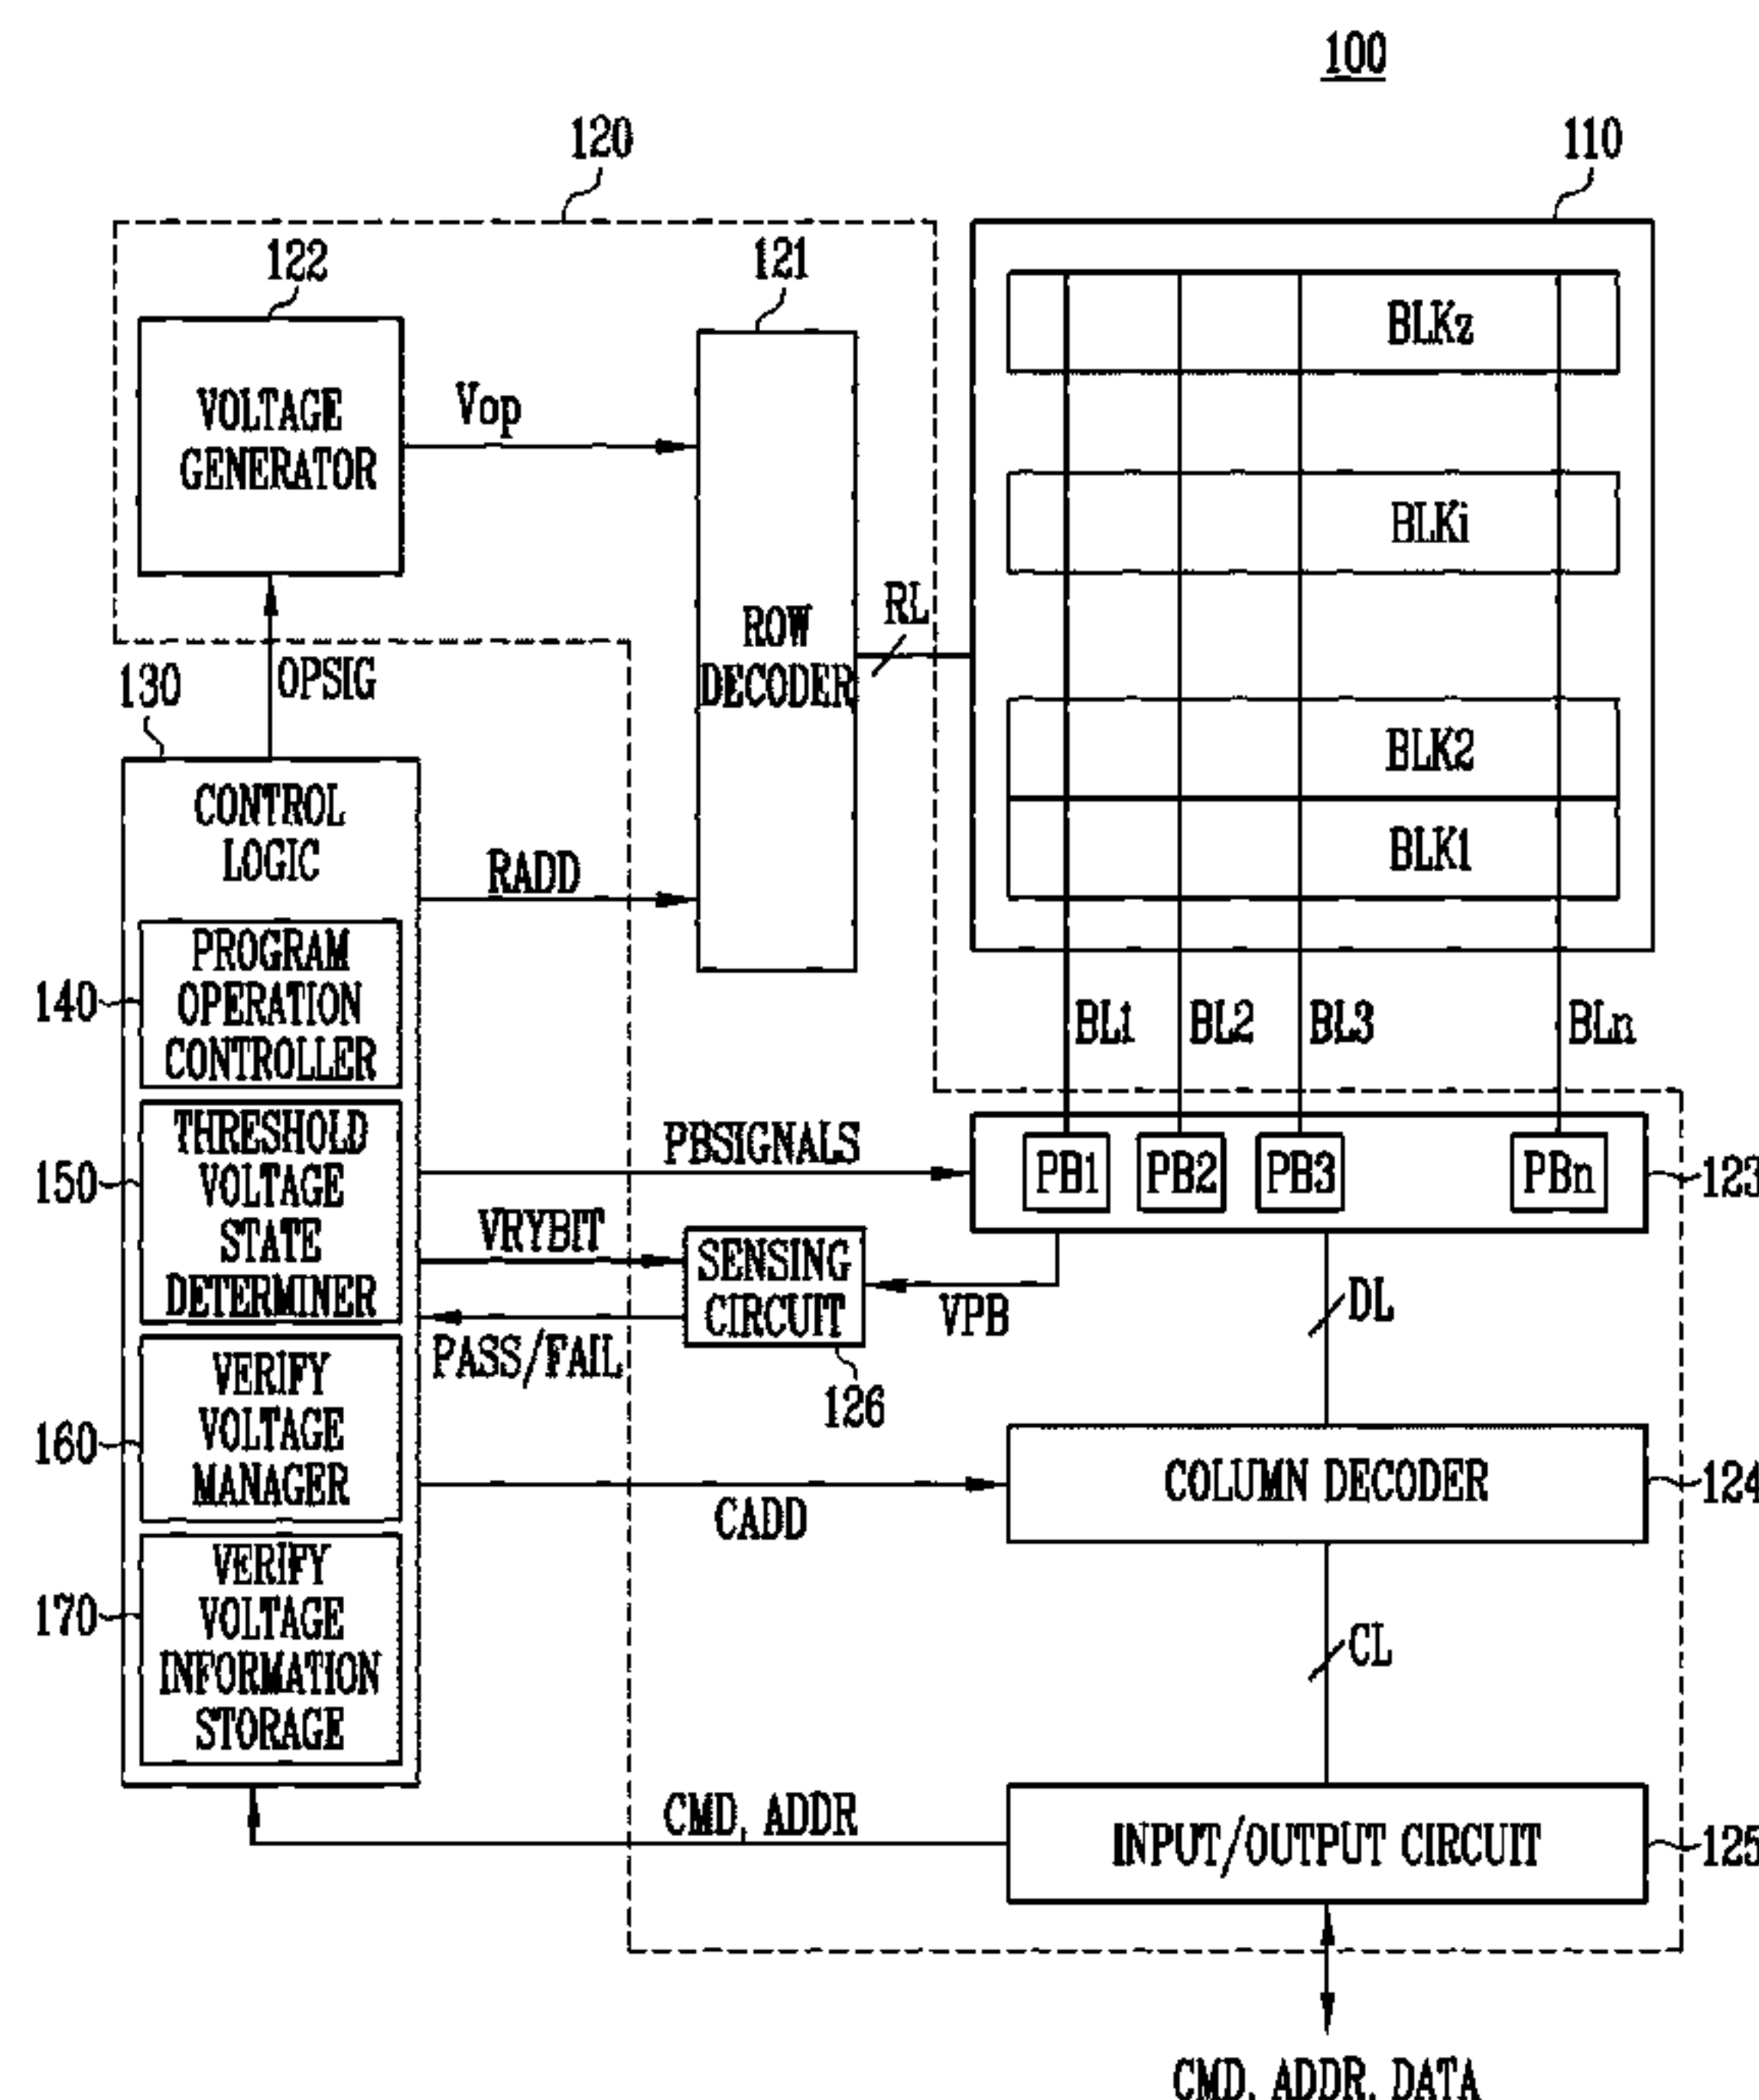 100
120
110
122
121
VOLTAGE
GENERATOR
Vop
ROW
DECODER
RL
BLKz
BLKi
BLK2
BLK1
OPSIG
130
CONTROL
LOGIC
RADD
140
PROGRAM
OPERATION
CONTROLLER
BL1
BL2
BL3
BLn
150
THRESHOLD
VOLTAGE
STATE
DETERMINER
PBSIGNALS
PB1
PB2
PB3
PBn
123
VRYBIT
SENSING
CIRCUIT
VPB
DL
PASS/FAIL
126
160
VERIFY
VOLTAGE
MANAGER
CADD
COLUMN DECODER
124
170
VERIFY
VOLTAGE
INFORMATION
STORAGE
CL
CMD, ADDR
INPUT/OUTPUT CIRCUIT
125
CMD, ADDR, DATA